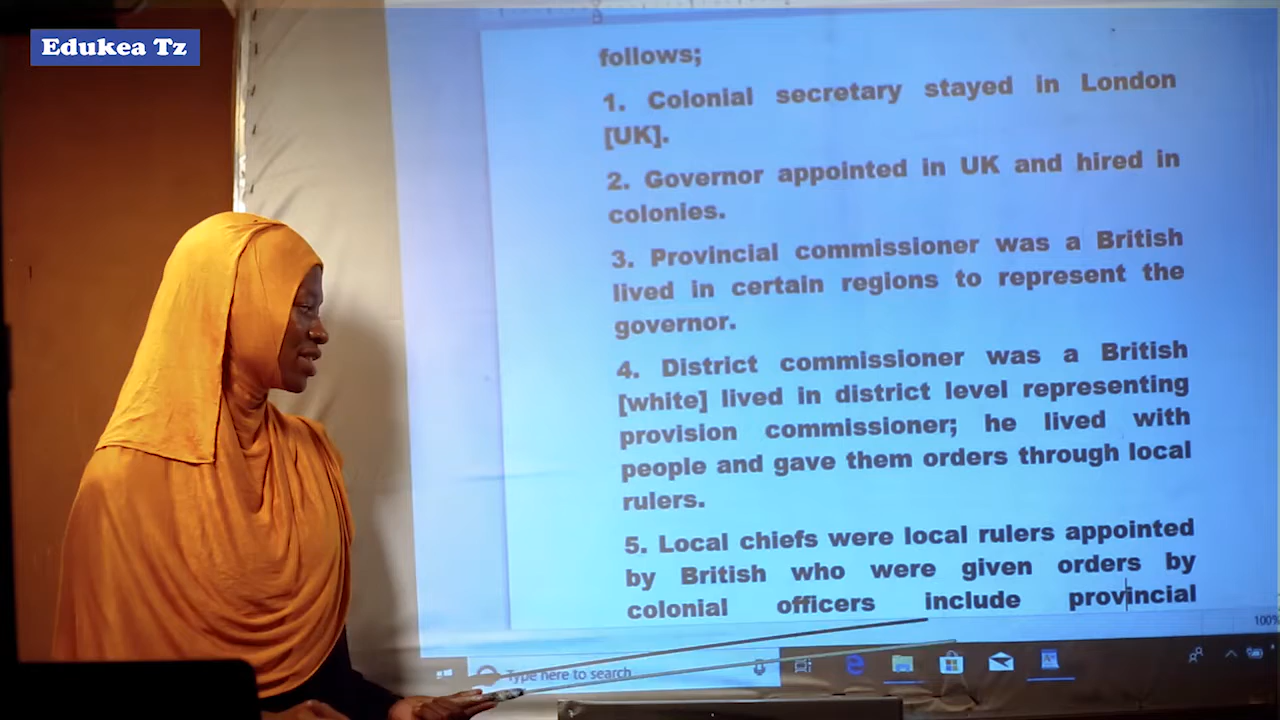 Edukea Tz
follows;
1. Colonial secretary stayed in London
[UK].
2. Governor appointed in UK and hired in
colonies.
3. Provincial commissioner was a British
lived in certain regions to represent the
governor.
4. District commissioner was a British
[white] lived in district level representing
provision commissioner; he lived with
people and gave them orders through local
rulers.
5. Local chiefs were local rulers appointed
by British who were given orders by
colonial officers include provincial
100%
Type here to search